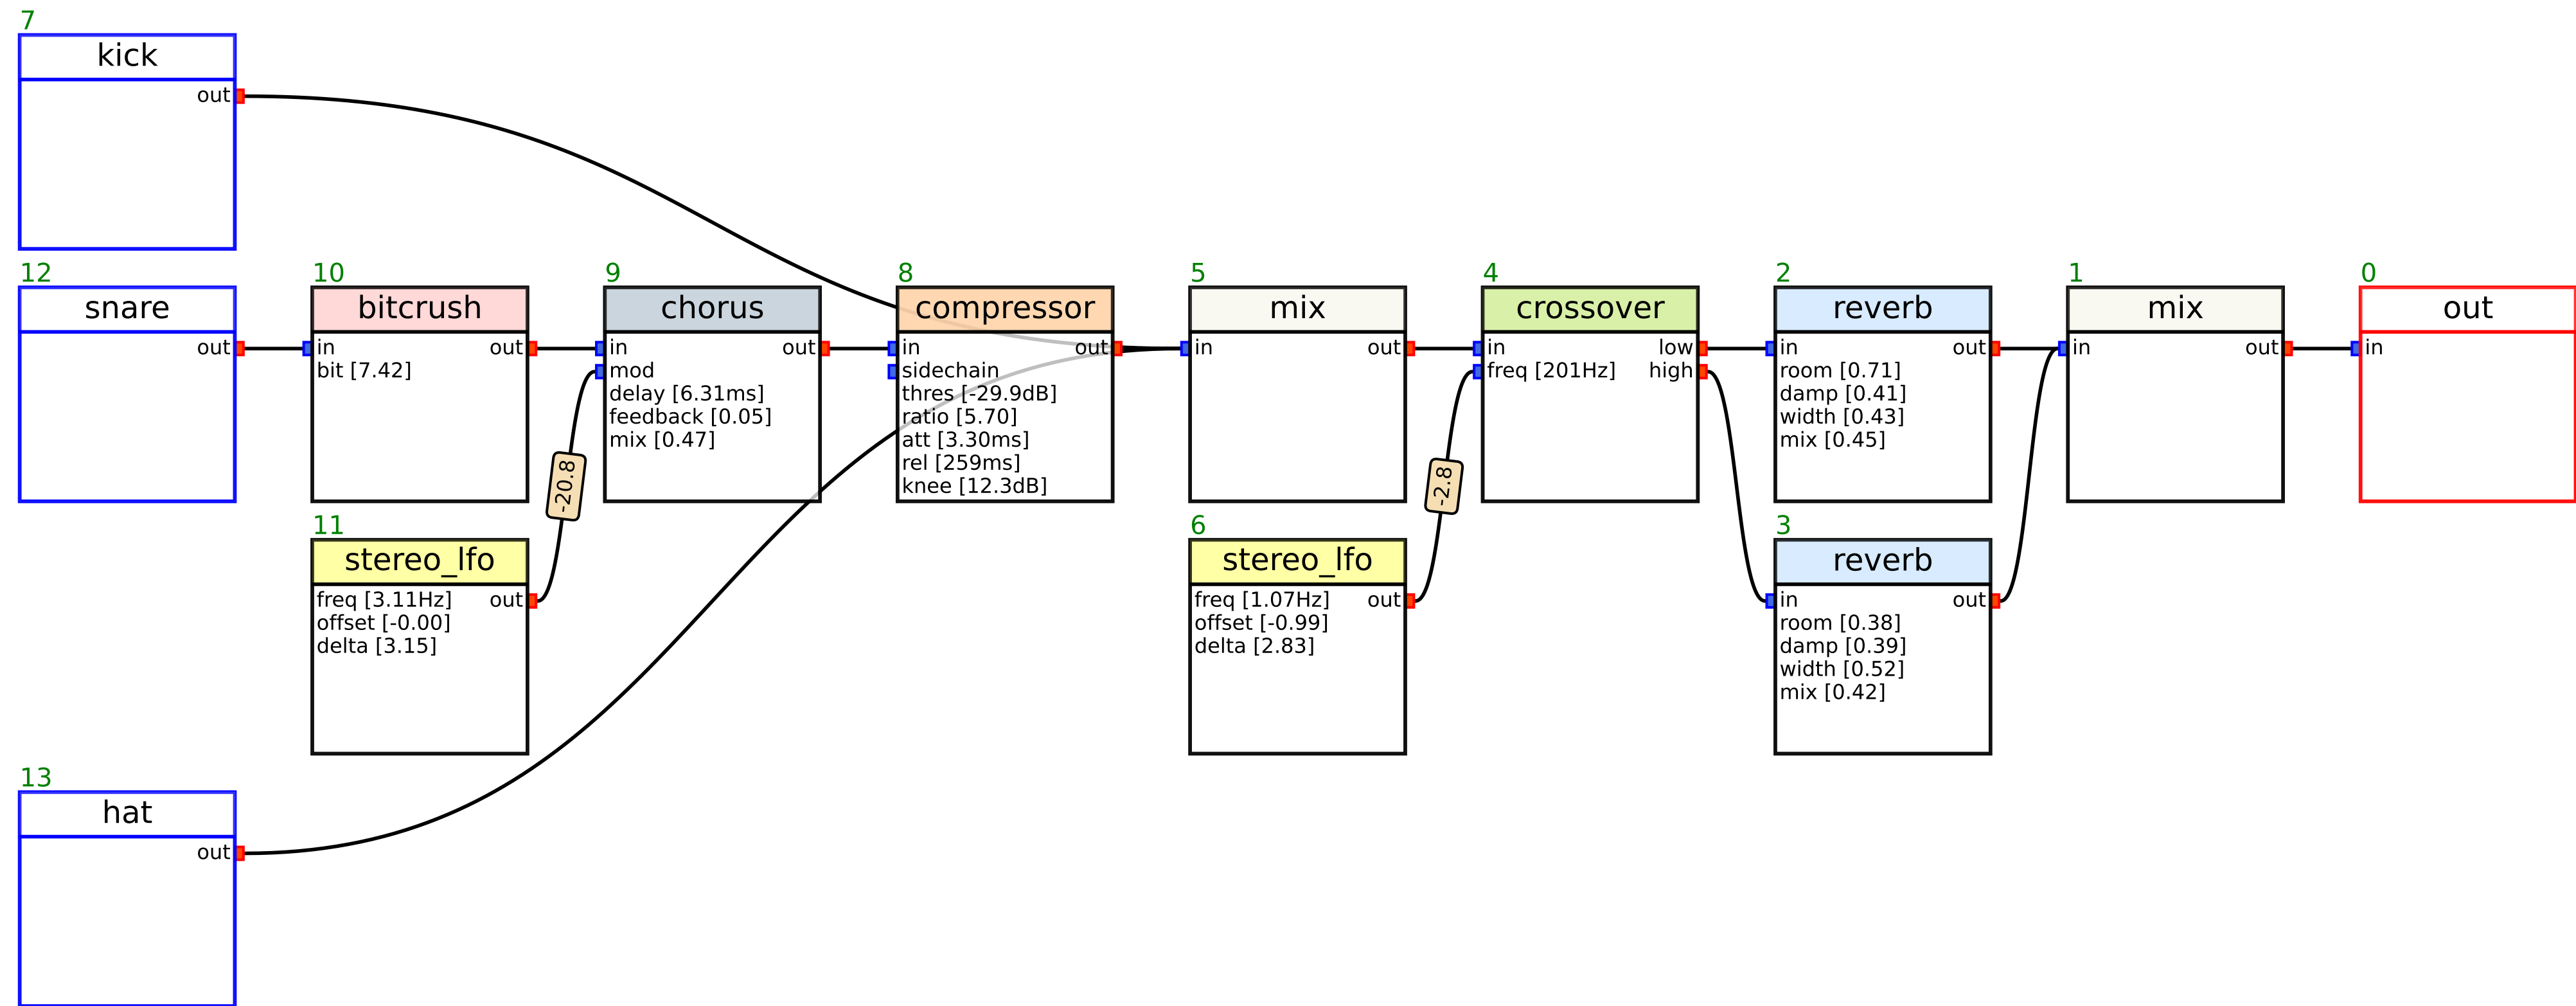 7
kick
out
12
snare
out
10
bitcrush
in out
bit [7.42]
9
chorus
in out
mod
delay [6.31ms]
feedback [0.05]
mix [0.47]
8
compressor
in out
sidechain
thres [-29.9dB]
ratio [5.70]
att [3.30ms]
rel [259ms]
knee [12.3dB]
5
mix
in out
4
crossover
in low
freq [201Hz] high
2
reverb
in out
room [0.71]
damp [0.41]
width [0.43]
mix [0.45]
1
mix
in out
0
out
in
-20.8
-2.8
11
stereo_lfo
freq [3.11Hz] out
offset [-0.00]
delta [3.15]
6
stereo_lfo
freq [1.07Hz] out
offset [-0.99]
delta [2.83]
3
reverb
in out
room [0.38]
damp [0.39]
width [0.52]
mix [0.42]
13
hat
out